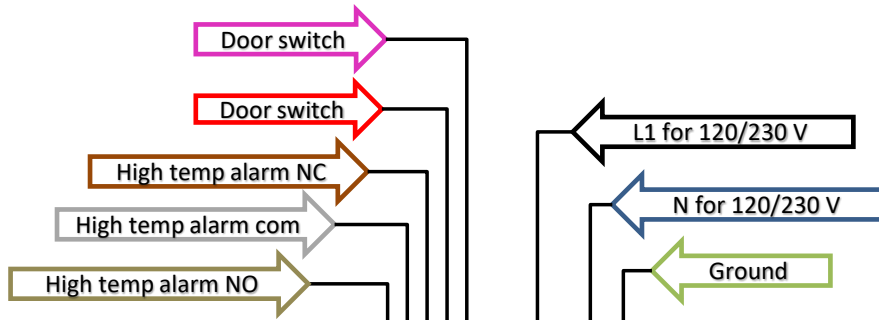 Door switch
Door switch
High temp alarm NC
High temp alarm com
High temp alarm NO
L1 for 120/230 V
N for 120/230 V
Ground